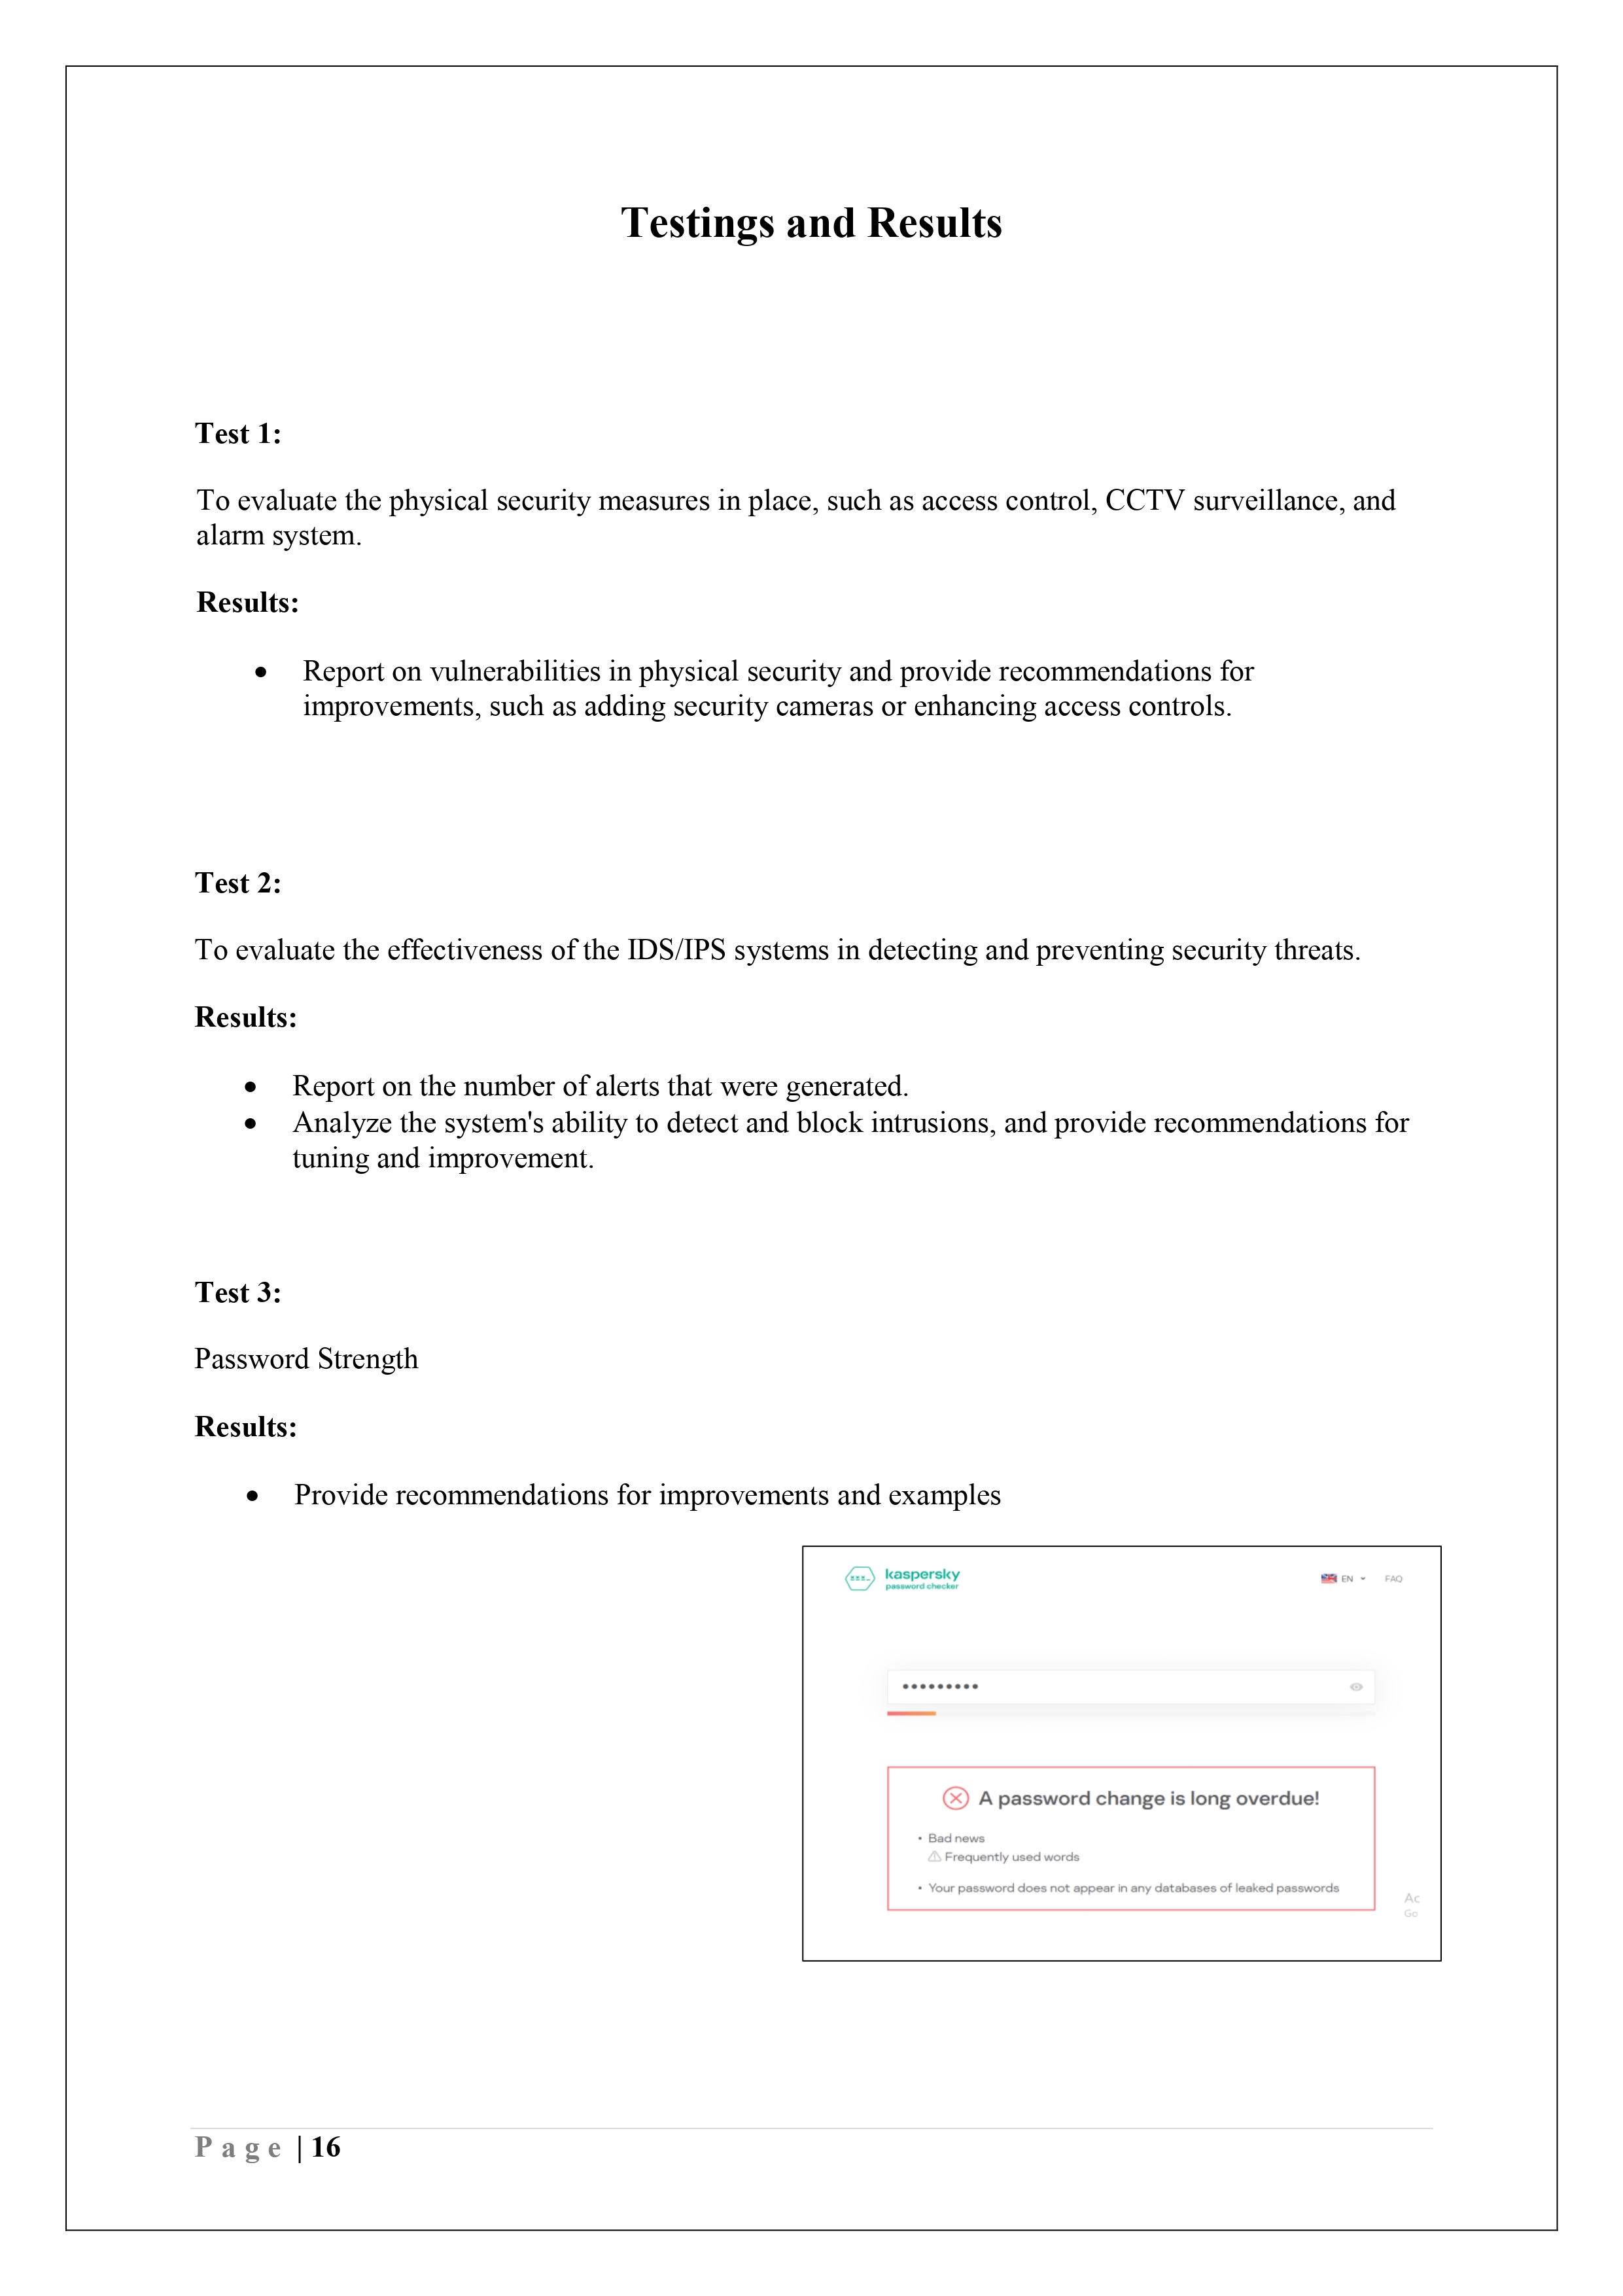 Testings and Results
Test 1:
To evaluate the physical security measures in place, such as access control, CCTV surveillance, and
alarm system.
Results:
• Report on vulnerabilities in physical security and provide recommendations for
improvements, such as adding security cameras or enhancing access controls.
Test 2:
To evaluate the effectiveness of the IDS/IPS systems in detecting and preventing security threats.
Results:
• Report on the number of alerts that were generated.
• Analyze the system's ability to detect and block intrusions, and provide recommendations for
tuning and improvement.
Test 3:
Password Strength
Results:
• Provide recommendations for improvements and examples
kaspersky
password checker
EN FAQ
A password change is long overdue!
• Bad news
Frequently used words
• Your password does not appear in any databases of leaked passwords
Ac
Go
Page | 16